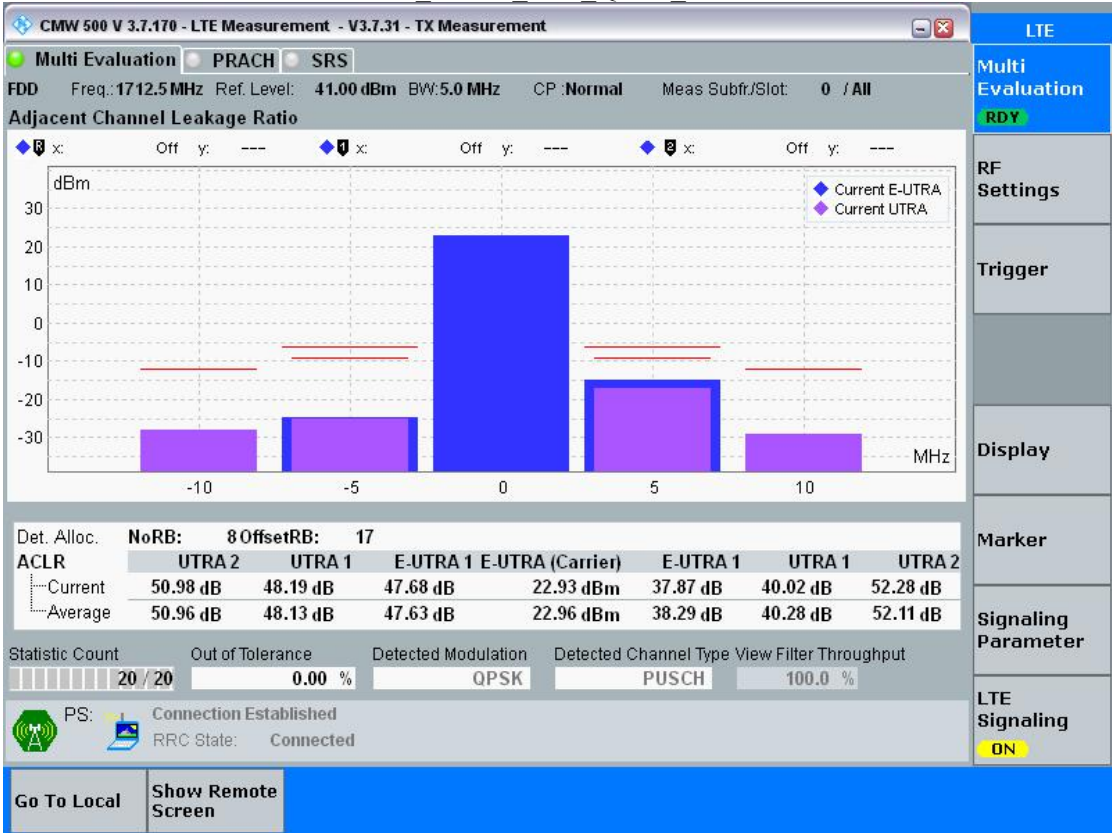 CMW 500 V 3.7.170 - LTE Measurement - V3.7.31 - TX Measurement
LTE
Multi Evaluation PRACH SRS
FDD Freq.: 1712.5 MHz Ref. Level: 41.00 dBm BW: 5.0 MHz CP : Normal Meas Subfr./Slot: 0 / All
Adjacent Channel Leakage Ratio
R x: Off y: --- 1 x: Off y: --- 2 x: Off y: ---
dBm
Current E-UTRA
Current UTRA
30
20
10
0
-10
-20
-30
MHz
-10 -5 0 5 10
Det. Alloc. NoRB: 8 OffsetRB: 17
ACLR UTRA 2 UTRA 1 E-UTRA 1 E-UTRA (Carrier) E-UTRA 1 UTRA 1 UTRA 2
Current 50.98 dB 48.19 dB 47.68 dB 22.93 dBm 37.87 dB 40.02 dB 52.28 dB
Average 50.96 dB 48.13 dB 47.63 dB 22.96 dBm 38.29 dB 40.28 dB 52.11 dB
Statistic Count Out of Tolerance Detected Modulation Detected Channel Type View Filter Throughput
20 / 20 0.00 % QPSK PUSCH 100.0 %
PS: Connection Established
RRC State: Connected
Multi
Evaluation
RDY
RF
Settings
Trigger
Display
Marker
Signaling
Parameter
LTE
Signaling
ON
Go To Local
Show Remote
Screen